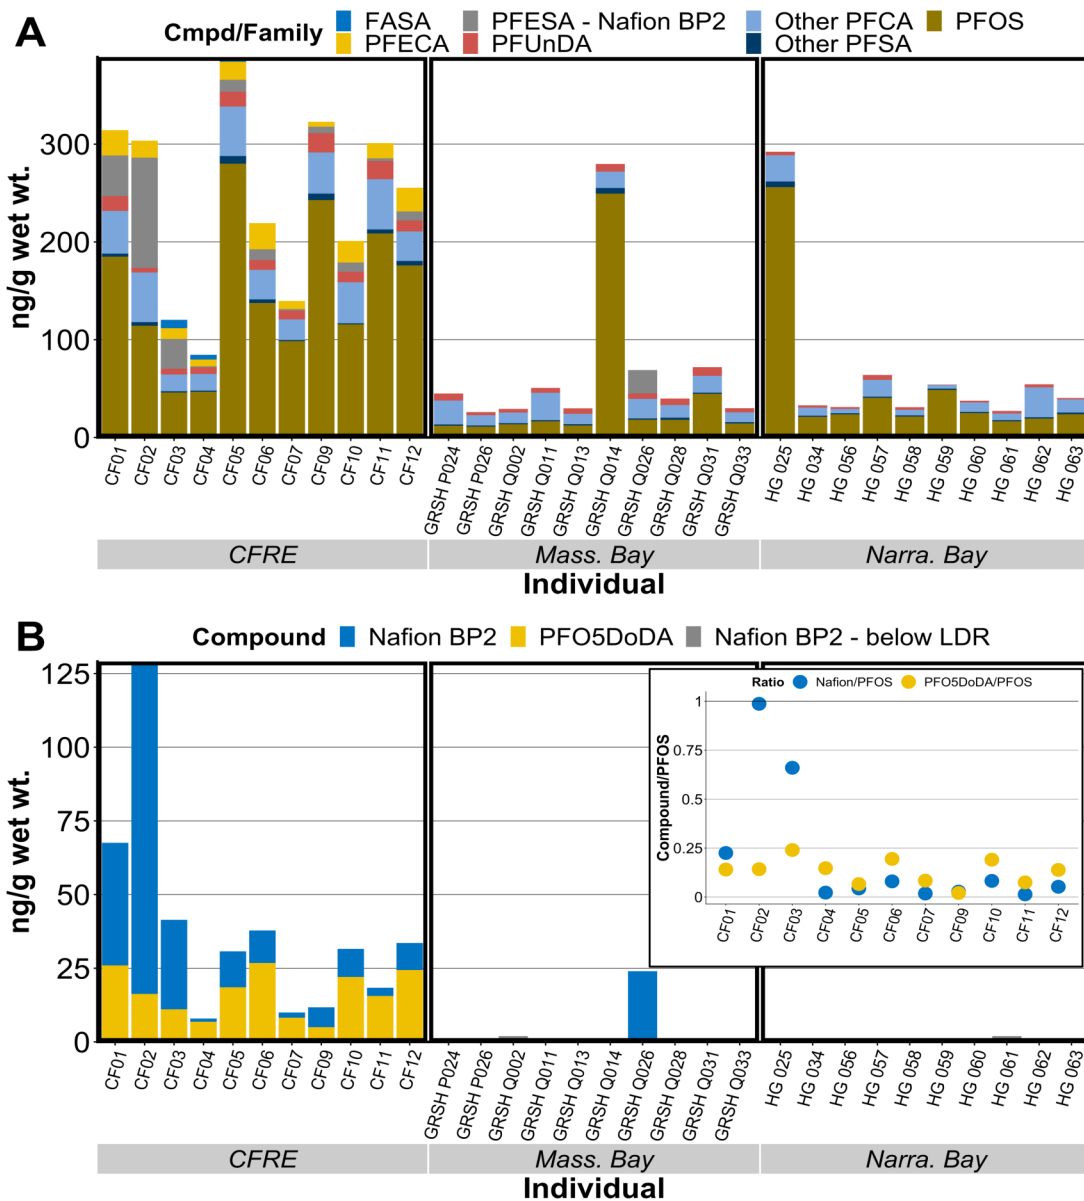 A
Cmpd/Family
FASA
PFESA - Nafion BP2
Other PFCA
PFOS
PFECA
PFUnDA
Other PFSA
ng/g wet wt.
300
200
100
0
CF01
CF02
CF03
CF04
CF05
CF06
CF07
CF09
CF10
CF11
CF12
GRSH P024
GRSH P026
GRSH Q002
GRSH Q011
GRSH Q013
GRSH Q014
GRSH Q026
GRSH Q028
GRSH Q031
GRSH Q033
HG 025
HG 034
HG 056
HG 057
HG 058
HG 059
HG 060
HG 061
HG 062
HG 063
CFRE
Mass. Bay
Narra. Bay
Individual
B
Compound
Nafion BP2
PFO5DoDA
Nafion BP2 - below LDR
ng/g wet wt.
125
100
75
50
25
0
Ratio
Nafion/PFOS
PFO5DoDA/PFOS
Compound/PFOS
1
0.75
0.5
0.25
0
CF01
CF02
CF03
CF04
CF05
CF06
CF07
CF09
CF10
CF11
CF12
CF01
CF02
CF03
CF04
CF05
CF06
CF07
CF09
CF10
CF11
CF12
GRSH P024
GRSH P026
GRSH Q002
GRSH Q011
GRSH Q013
GRSH Q014
GRSH Q026
GRSH Q028
GRSH Q031
GRSH Q033
HG 025
HG 034
HG 056
HG 057
HG 058
HG 059
HG 060
HG 061
HG 062
HG 063
CFRE
Mass. Bay
Narra. Bay
Individual